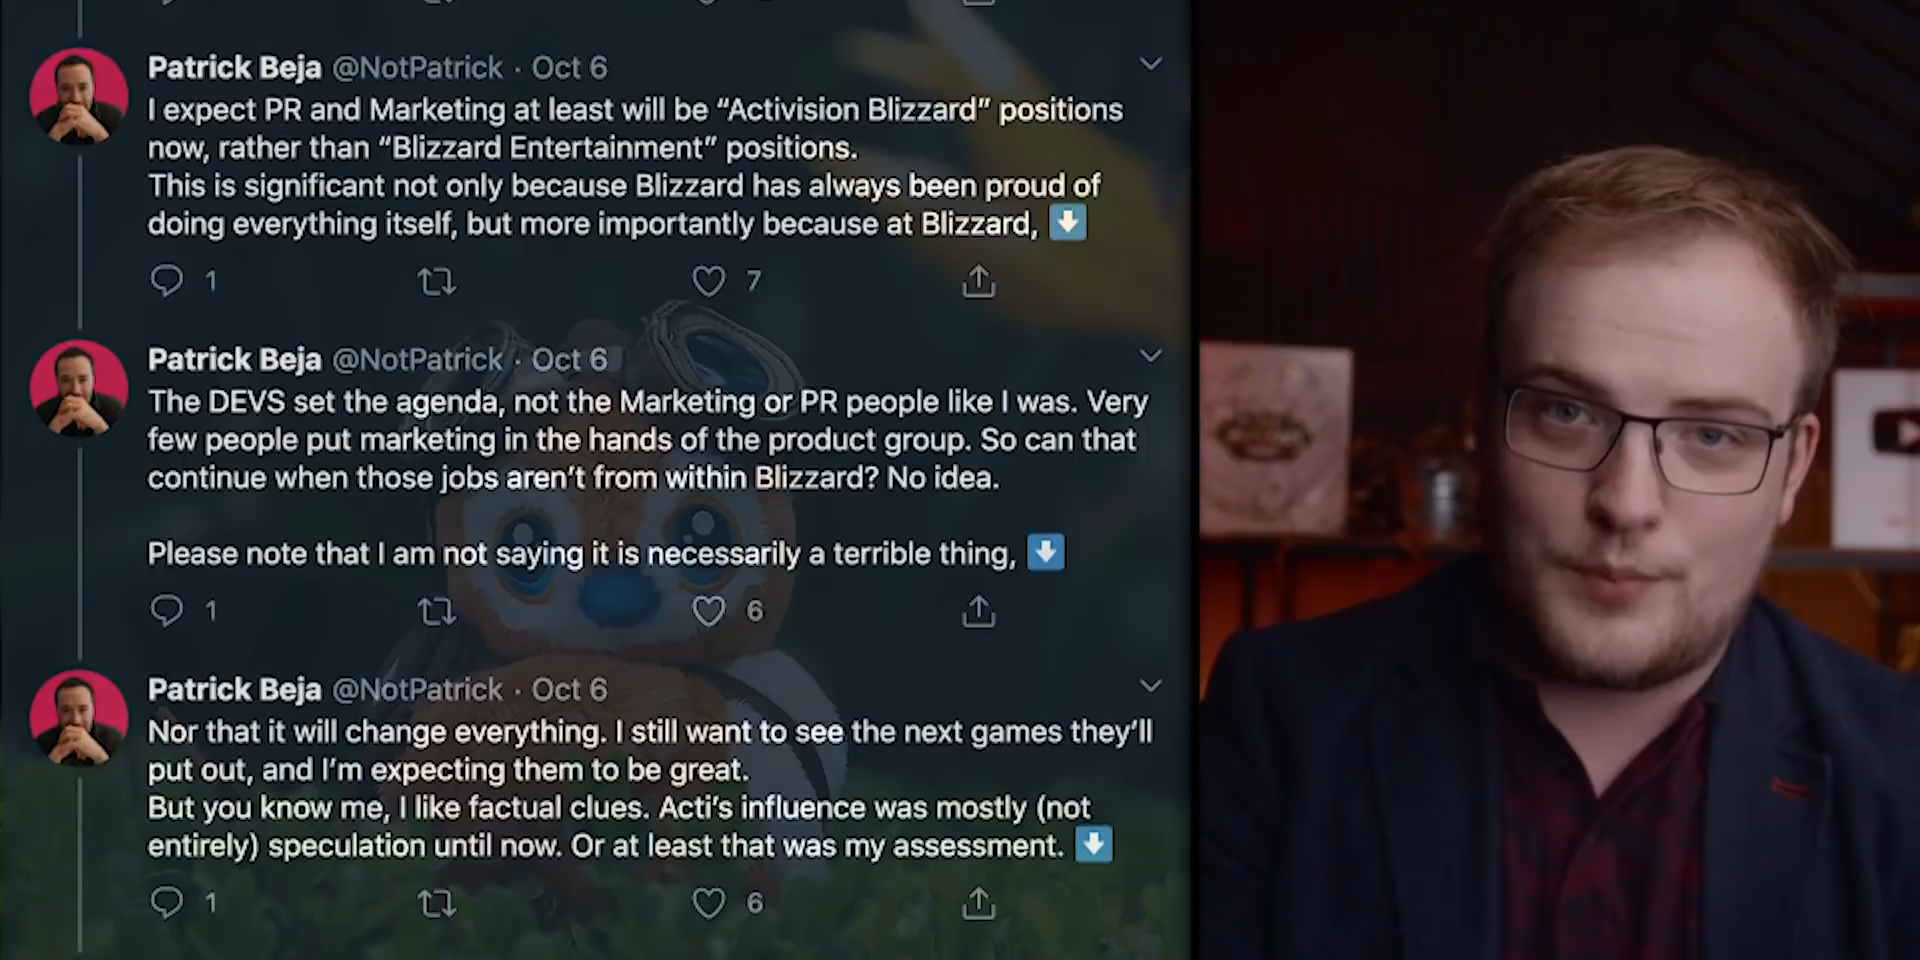 Patrick Beja @NotPatrick · Oct 6
I expect PR and Marketing at least will be “Activision Blizzard” positions
now, rather than “Blizzard Entertainment” positions.
This is significant not only because Blizzard has always been proud of
doing everything itself, but more importantly because at Blizzard, ⬇️
1 7
Patrick Beja @NotPatrick · Oct 6
The DEVS set the agenda, not the Marketing or PR people like I was. Very
few people put marketing in the hands of the product group. So can that
continue when those jobs aren’t from within Blizzard? No idea.
Please note that I am not saying it is necessarily a terrible thing, ⬇️
1 6
Patrick Beja @NotPatrick · Oct 6
Nor that it will change everything. I still want to see the next games they’ll
put out, and I’m expecting them to be great.
But you know me, I like factual clues. Acti’s influence was mostly (not
entirely) speculation until now. Or at least that was my assessment. ⬇️
1 6